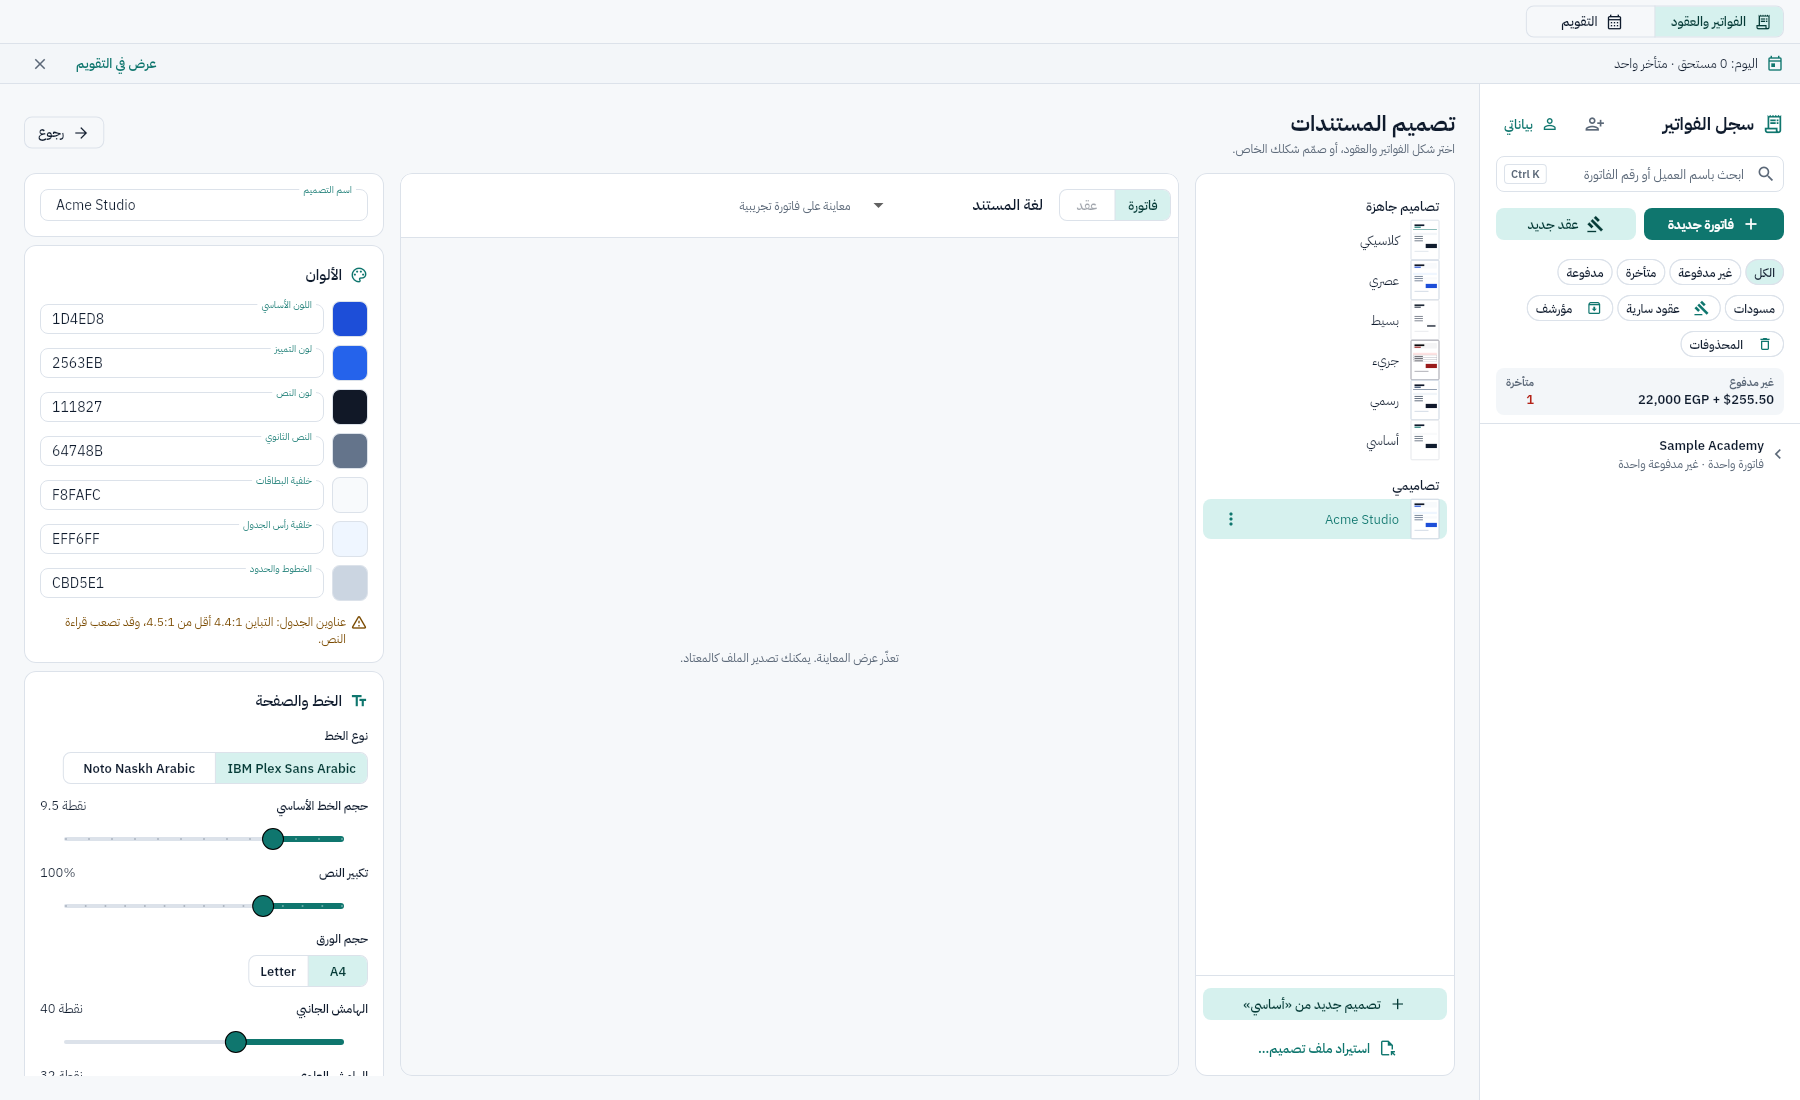 الفواتير والعقود
التقويم
اليوم: 0 مستحق · متأخر واحد
عرض في التقويم
سجل الفواتير
بياناتي
ابحث باسم العميل أو رقم الفاتورة
Ctrl K
فاتورة جديدة
عقد جديد
الكل
غير مدفوعة
متأخرة
مدفوعة
مسودات
عقود سارية
مؤرشف
المحذوفات
غير مدفوع
متأخرة
22,000 EGP + $255.50
1
Sample Academy
فاتورة واحدة · غير مدفوعة واحدة
تصميم المستندات
اختر شكل الفواتير والعقود، أو صمّم شكلك الخاص.
رجوع
تصاميم جاهزة
كلاسيكي
عصري
بسيط
جريء
رسمي
أساسي
تصاميمي
Acme Studio
تصميم جديد من «أساسي»
استيراد ملف تصميم...
فاتورة
عقد
لغة المستند
معاينة على فاتورة تجريبية
تعذّر عرض المعاينة. يمكنك تصدير الملف كالمعتاد.
اسم التصميم
Acme Studio
الألوان
اللون الأساسي
1D4ED8
لون التمييز
2563EB
لون النص
111827
النص الثانوي
64748B
خلفية البطاقات
F8FAFC
خلفية رأس الجدول
EFF6FF
الخطوط والحدود
CBD5E1
عناوين الجدول: التباين 4.4:1 أقل من 4.5:1، وقد تصعب قراءة
النص.
الخط والصفحة
نوع الخط
IBM Plex Sans Arabic
Noto Naskh Arabic
حجم الخط الأساسي
9.5 نقطة
تكبير النص
100%
حجم الورق
A4
Letter
الهامش الجانبي
40 نقطة